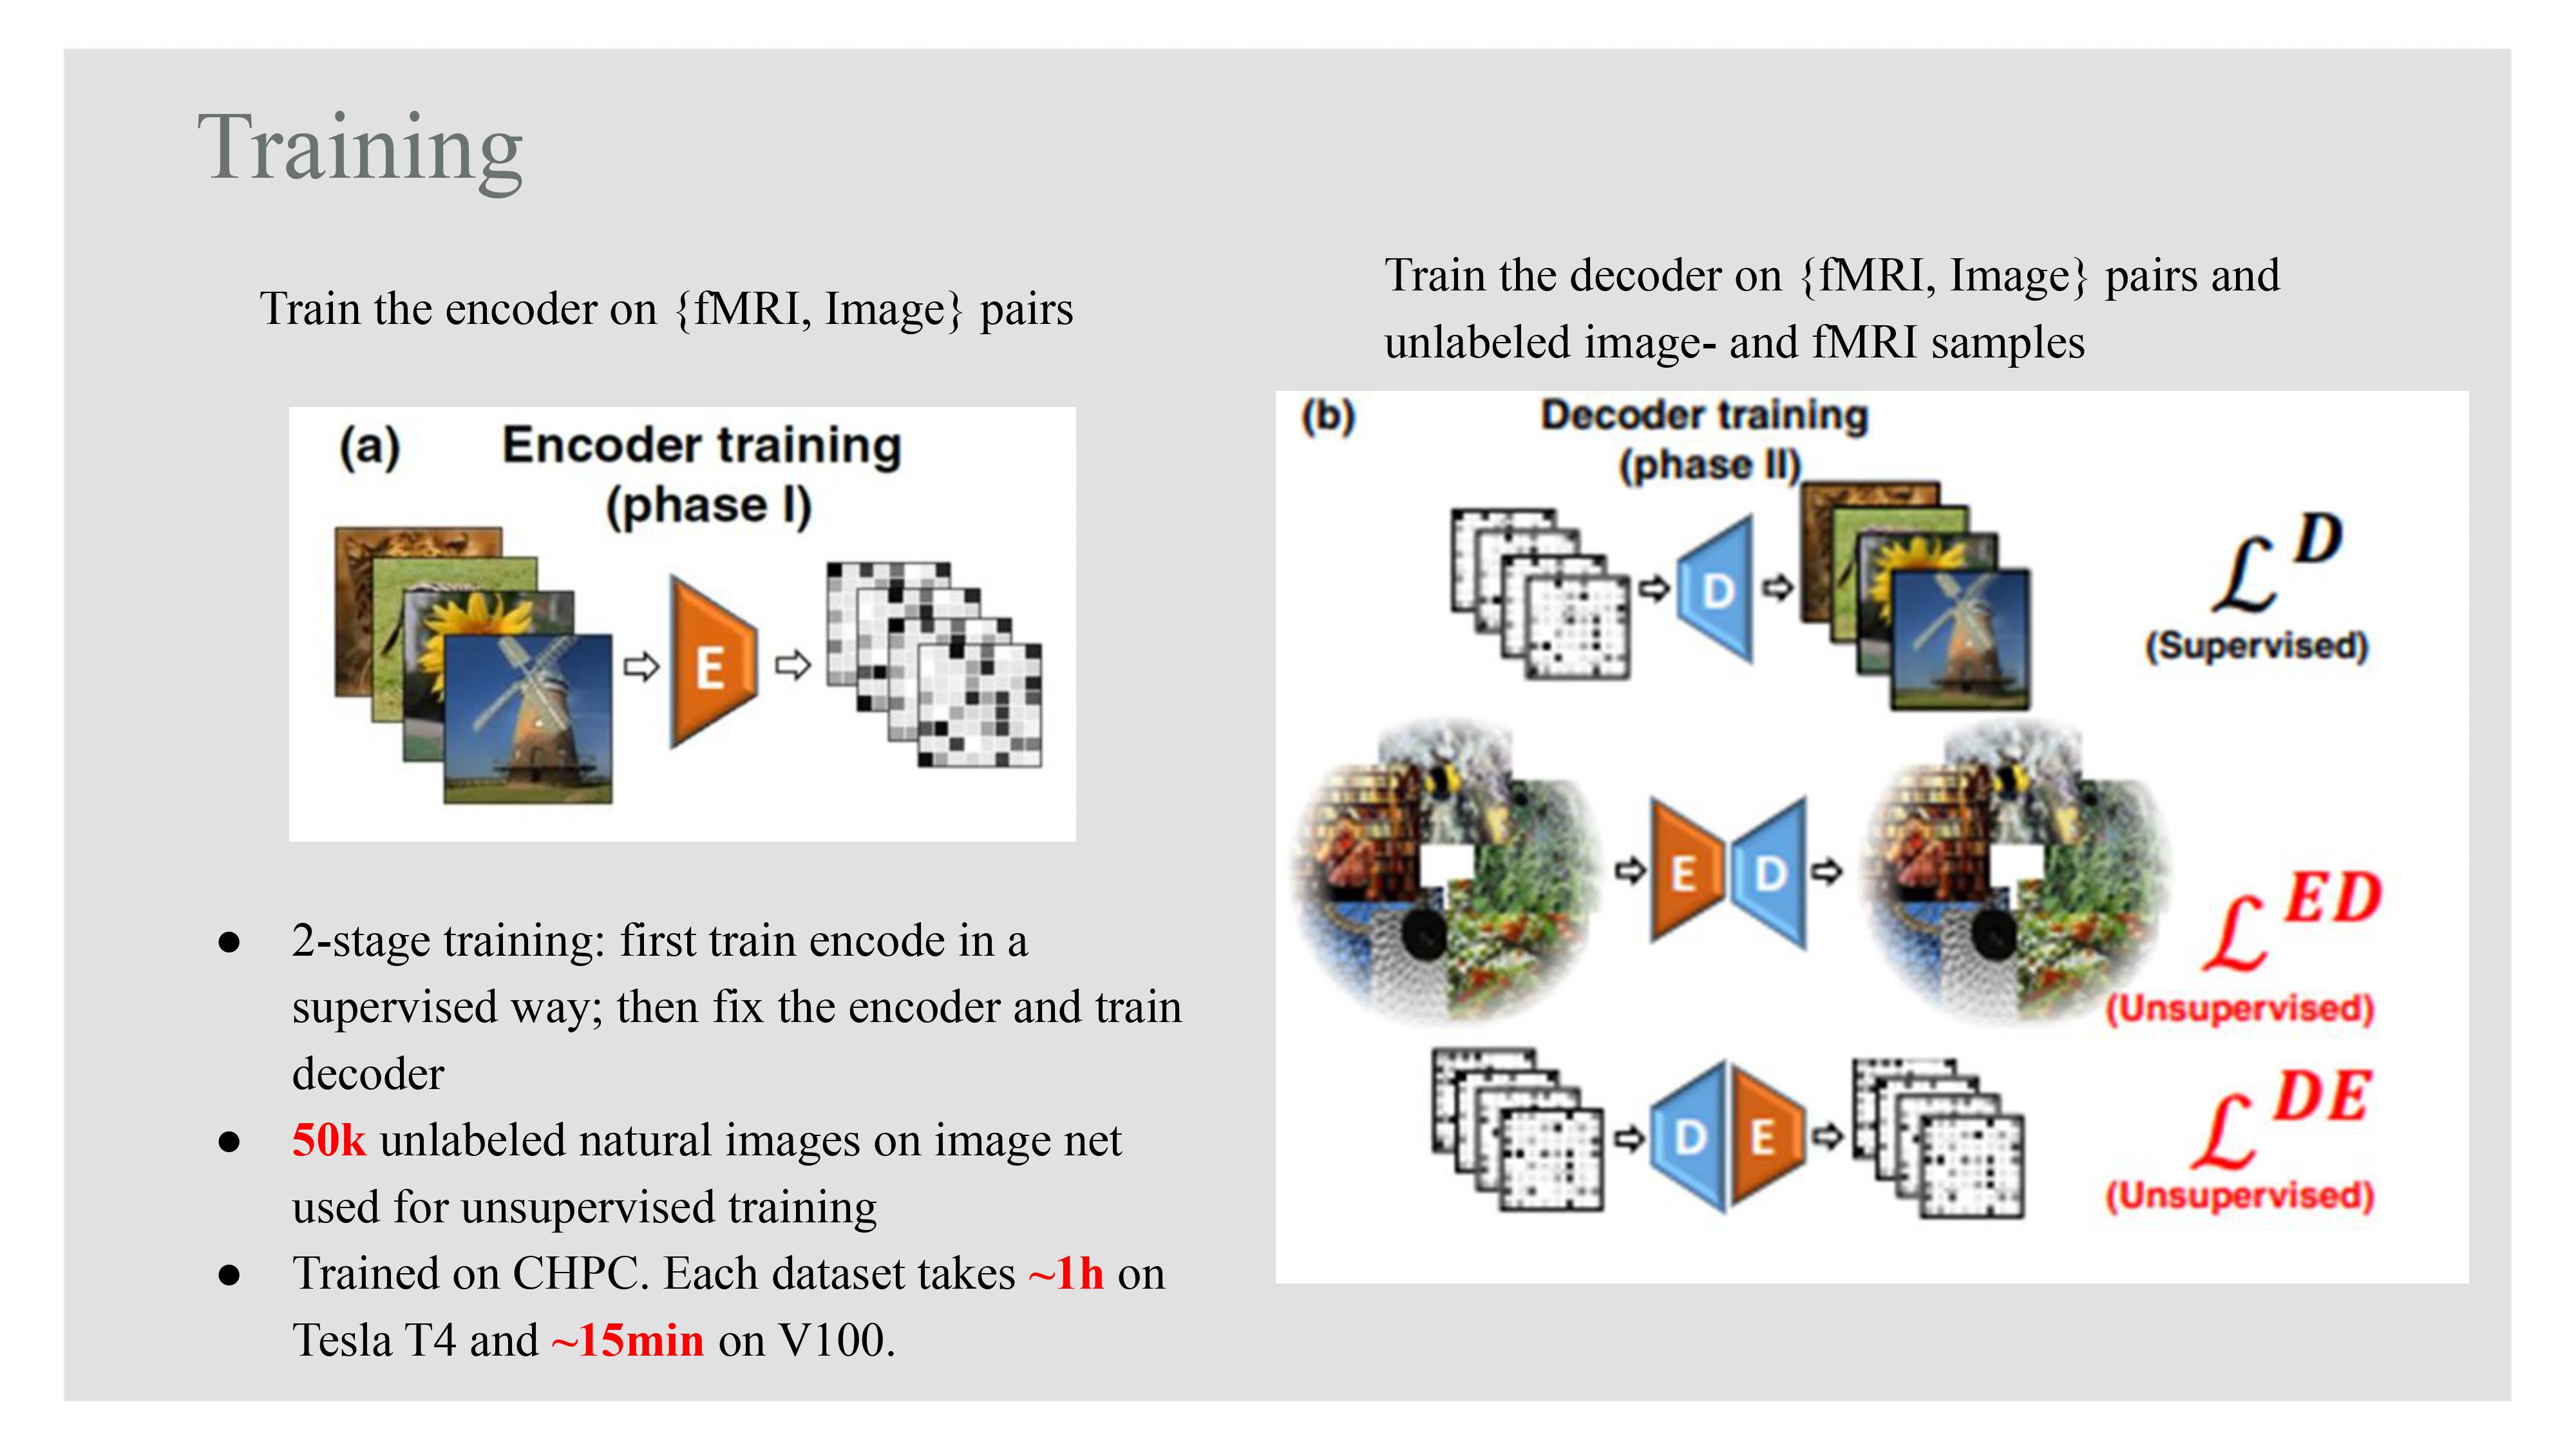 Training
Train the encoder on {fMRI, Image} pairs
(a) Encoder training
(phase I)
E
2-stage training: first train encode in a
supervised way; then fix the encoder and train
decoder
50k unlabeled natural images on image net
used for unsupervised training
Trained on CHPC. Each dataset takes ~1h on
Tesla T4 and ~15min on V100.
Train the decoder on {fMRI, Image} pairs and
unlabeled image- and fMRI samples
(b) Decoder training
(phase II)
D
ℒ^D
(Supervised)
E D
ℒ^ED
(Unsupervised)
D E
ℒ^DE
(Unsupervised)